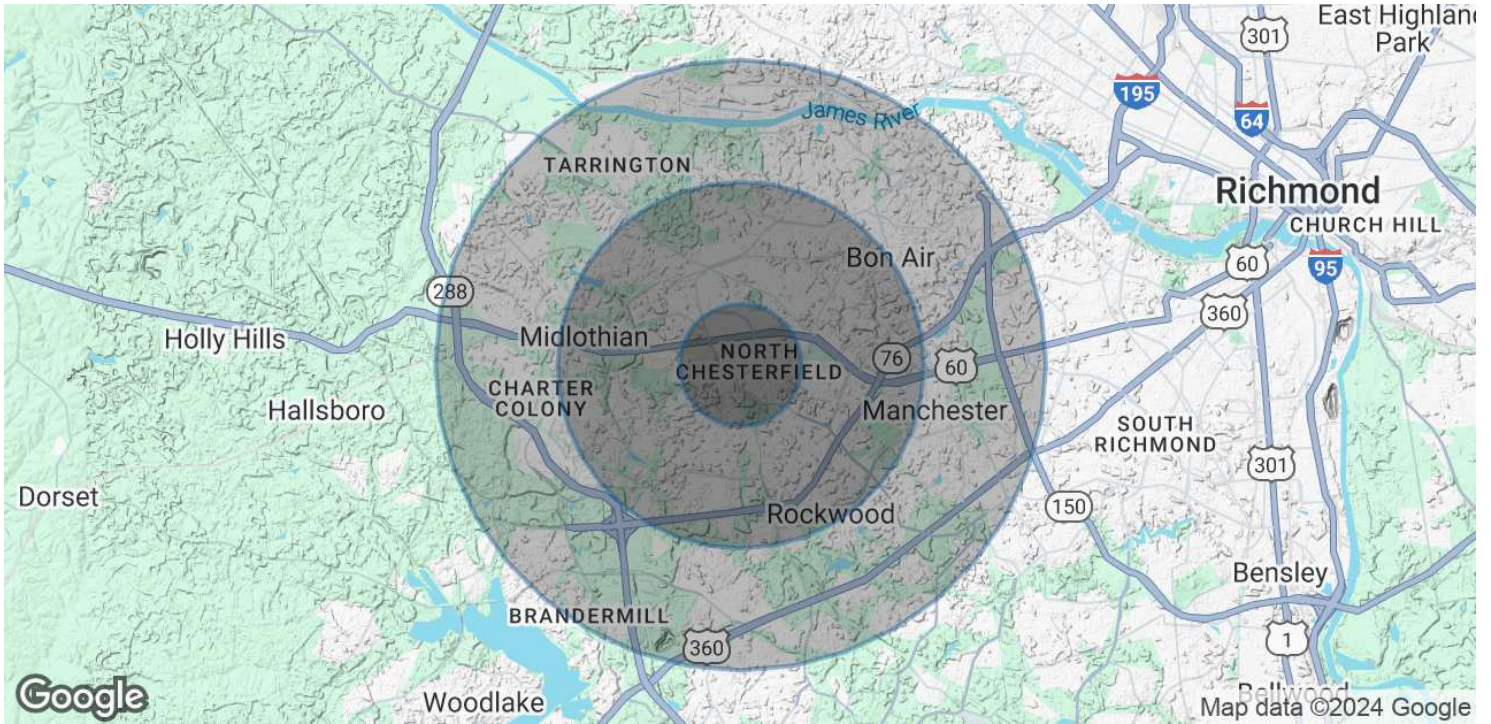 East Highland
Park
301
195
64
James River
TARRINGTON
Richmond
CHURCH HILL
Bon Air
60
95
288
360
Holly Hills
Midlothian
NORTH
CHESTERFIELD
76
60
CHARTER
COLONY
Hallsboro
Manchester
SOUTH
RICHMOND
301
Dorset
Rockwood
150
Bensley
BRANDERMILL
360
1
Woodlake
Bellwood
Google
Map data ©2024 Google